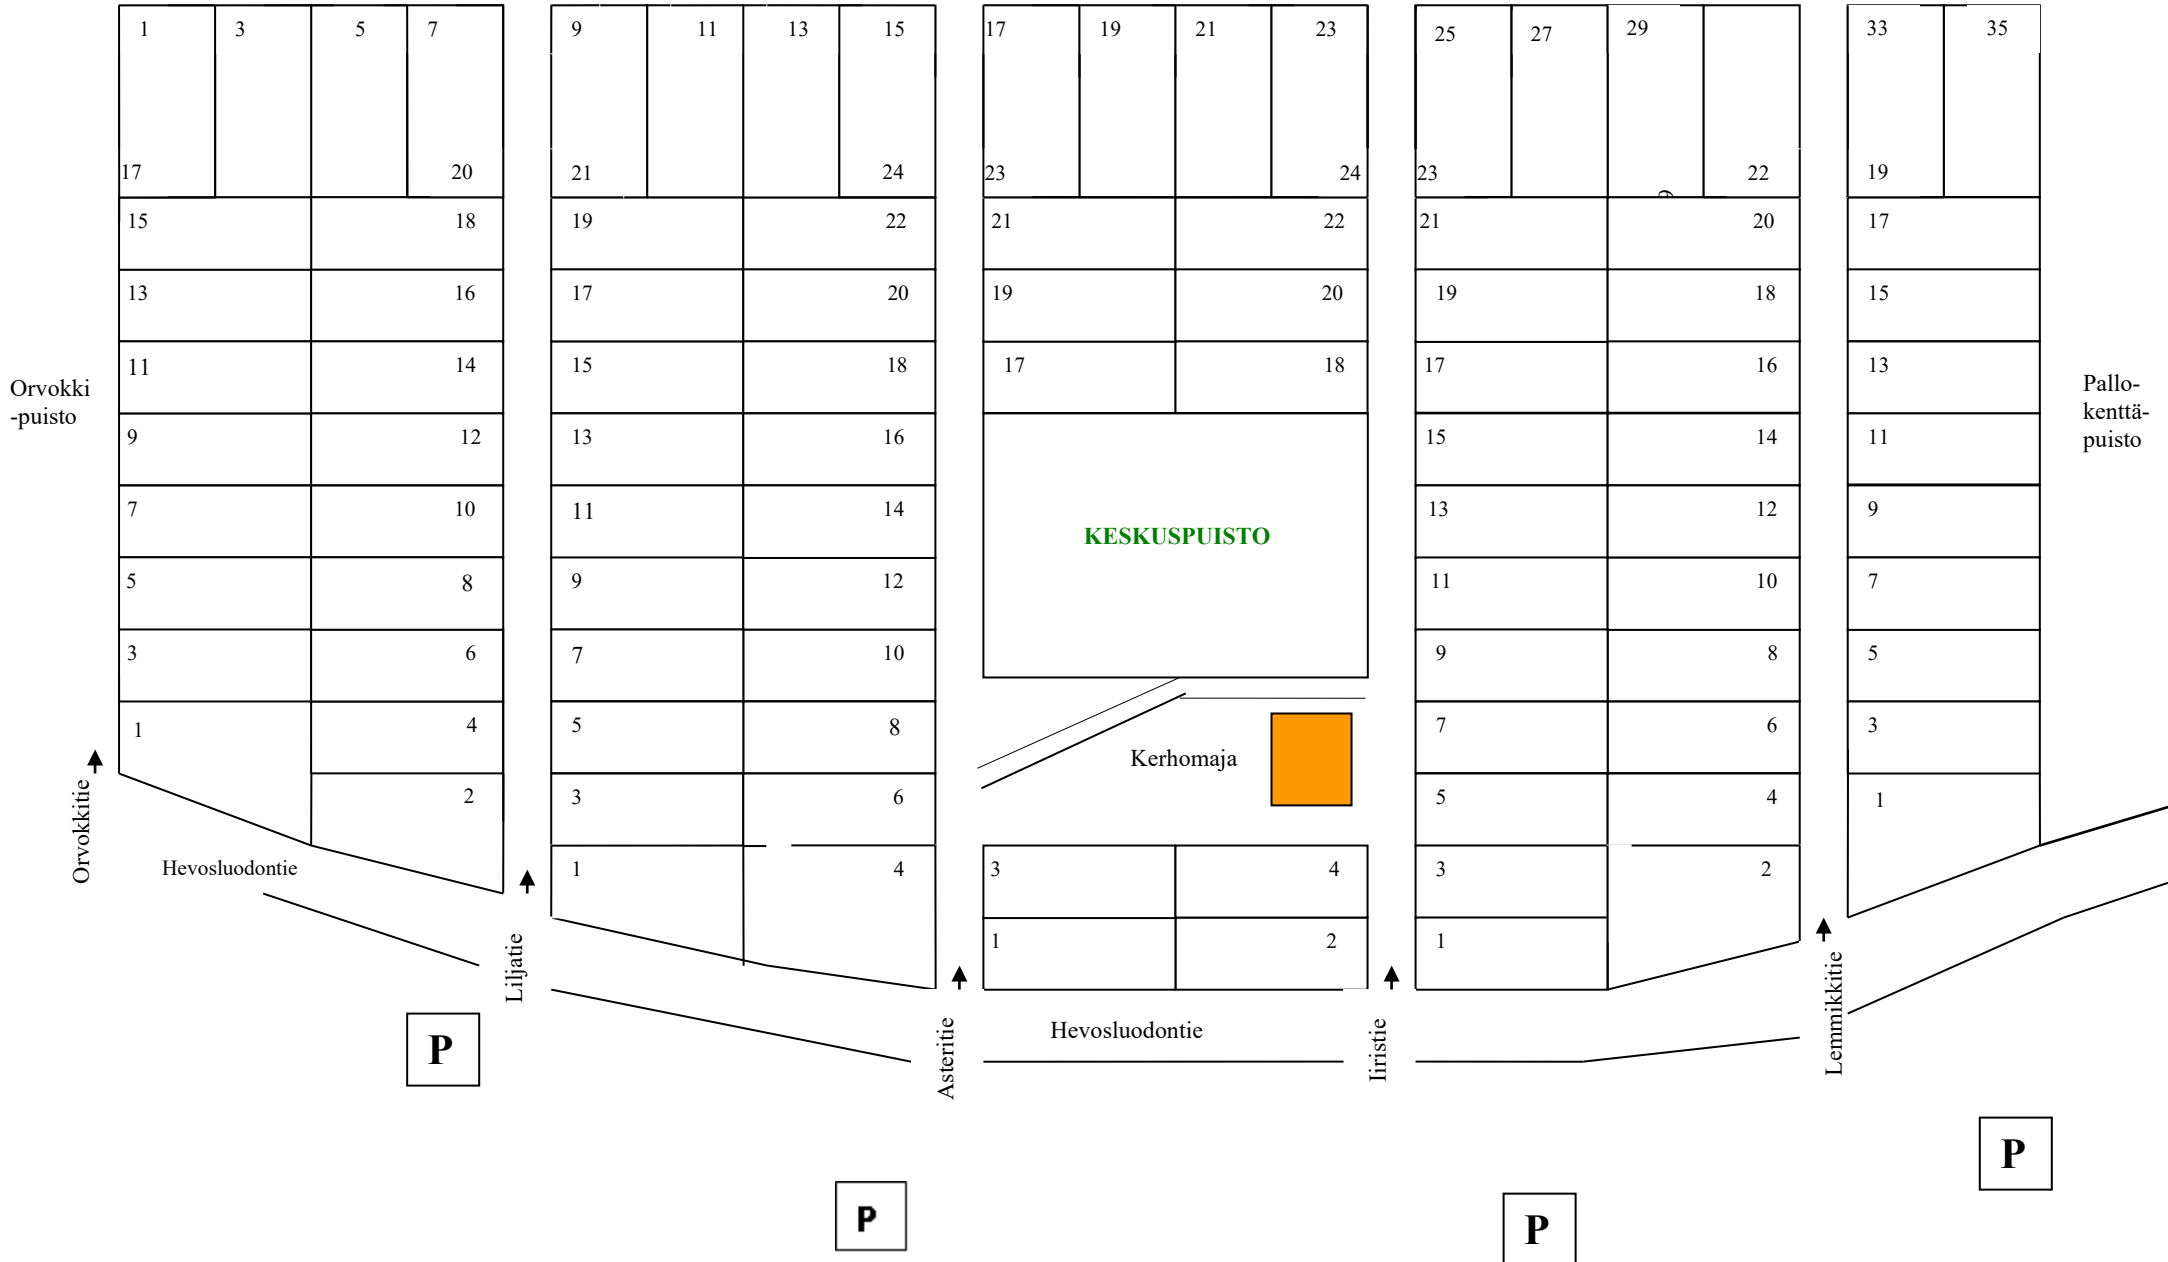 1 3 5 7 9 11 13 15 17 19 21 23 25 27 29 33 35
17 20 21 24 23 24 23 22 19
15 18 19 22 21 22 21 20 17
13 16 17 20 19 20 19 18 15
11 14 15 18 17 18 17 16 13
Orvokki
-puisto
Pallo-
kenttä-
puisto
9 12 13 16 15 14 11
7 10 11 14 13 12 9
KESKUSPUISTO
5 8 9 12 11 10 7
3 6 7 10 9 8 5
1 4 5 8 7 6 3
Kerhomaja
2 3 6 5 4 1
Orvokkitie
Hevosluodontie
1 4 3 4 3 2
1 2 1
Liljatie
Asteritie
Hevosluodontie
Iiristie
Lemmikkitie
P
P
P
P